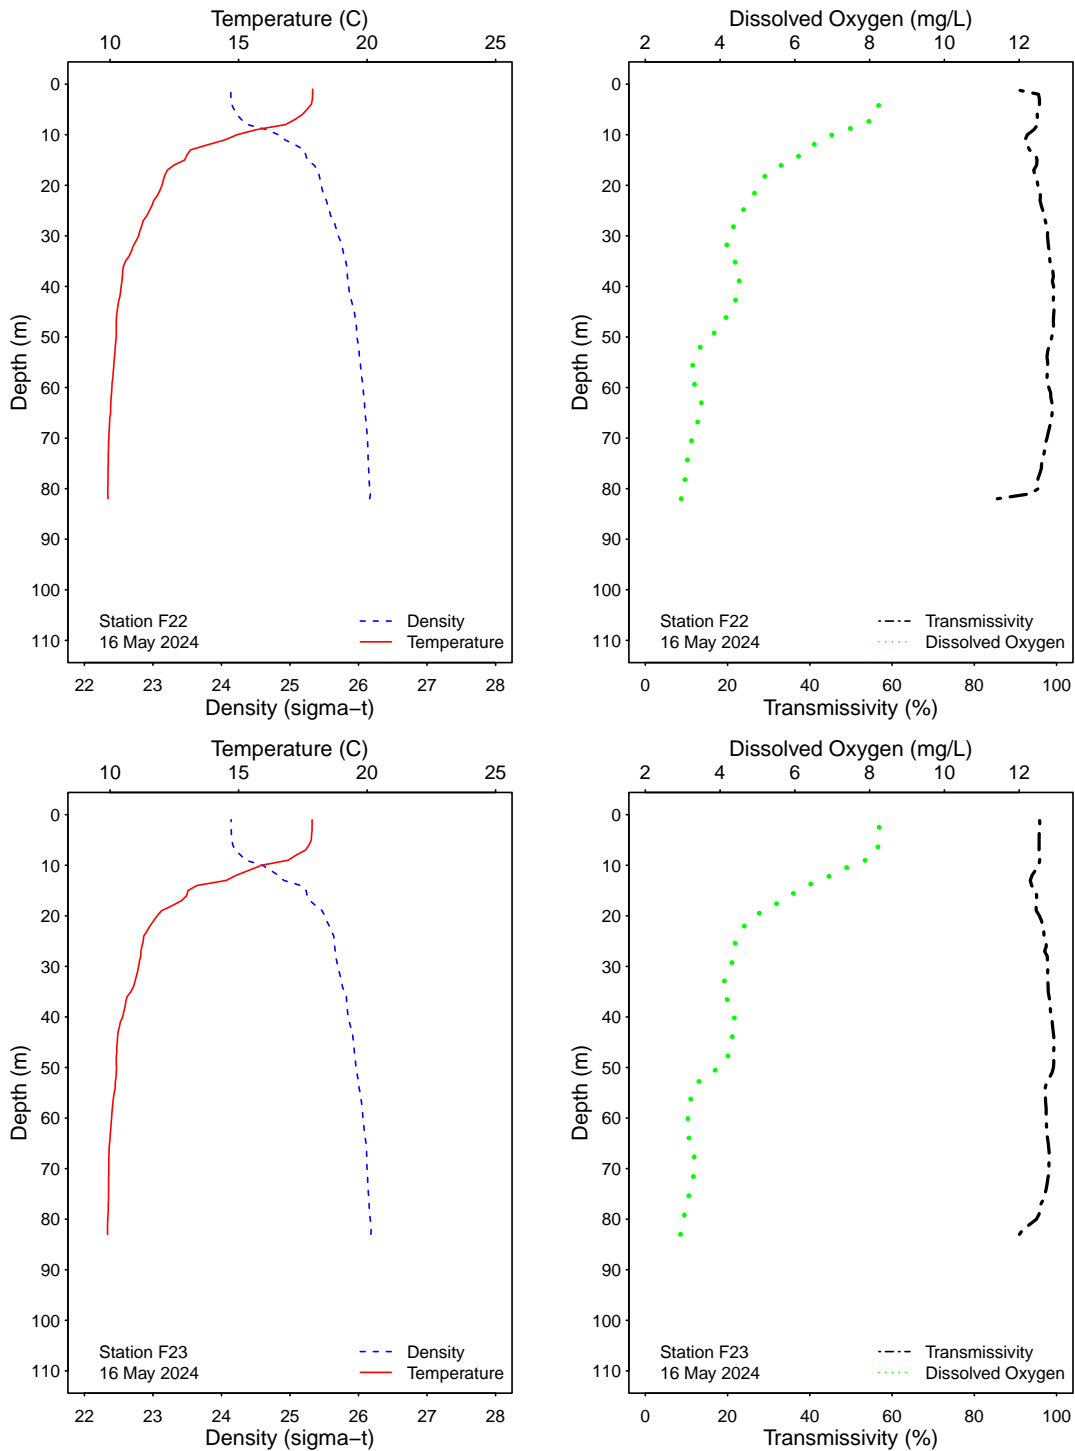 Temperature (C)
10 15 20 25
0
10
20
30
40
50
60
70
80
90
100
110
Depth (m)
Station F22
16 May 2024
Density
Temperature
22 23 24 25 26 27 28
Density (sigma−t)
Dissolved Oxygen (mg/L)
2 4 6 8 10 12
0
10
20
30
40
50
60
70
80
90
100
110
Depth (m)
Station F22
16 May 2024
Transmissivity
Dissolved Oxygen
0 20 40 60 80 100
Transmissivity (%)
Temperature (C)
10 15 20 25
0
10
20
30
40
50
60
70
80
90
100
110
Depth (m)
Station F23
16 May 2024
Density
Temperature
22 23 24 25 26 27 28
Density (sigma−t)
Dissolved Oxygen (mg/L)
2 4 6 8 10 12
0
10
20
30
40
50
60
70
80
90
100
110
Depth (m)
Station F23
16 May 2024
Transmissivity
Dissolved Oxygen
0 20 40 60 80 100
Transmissivity (%)